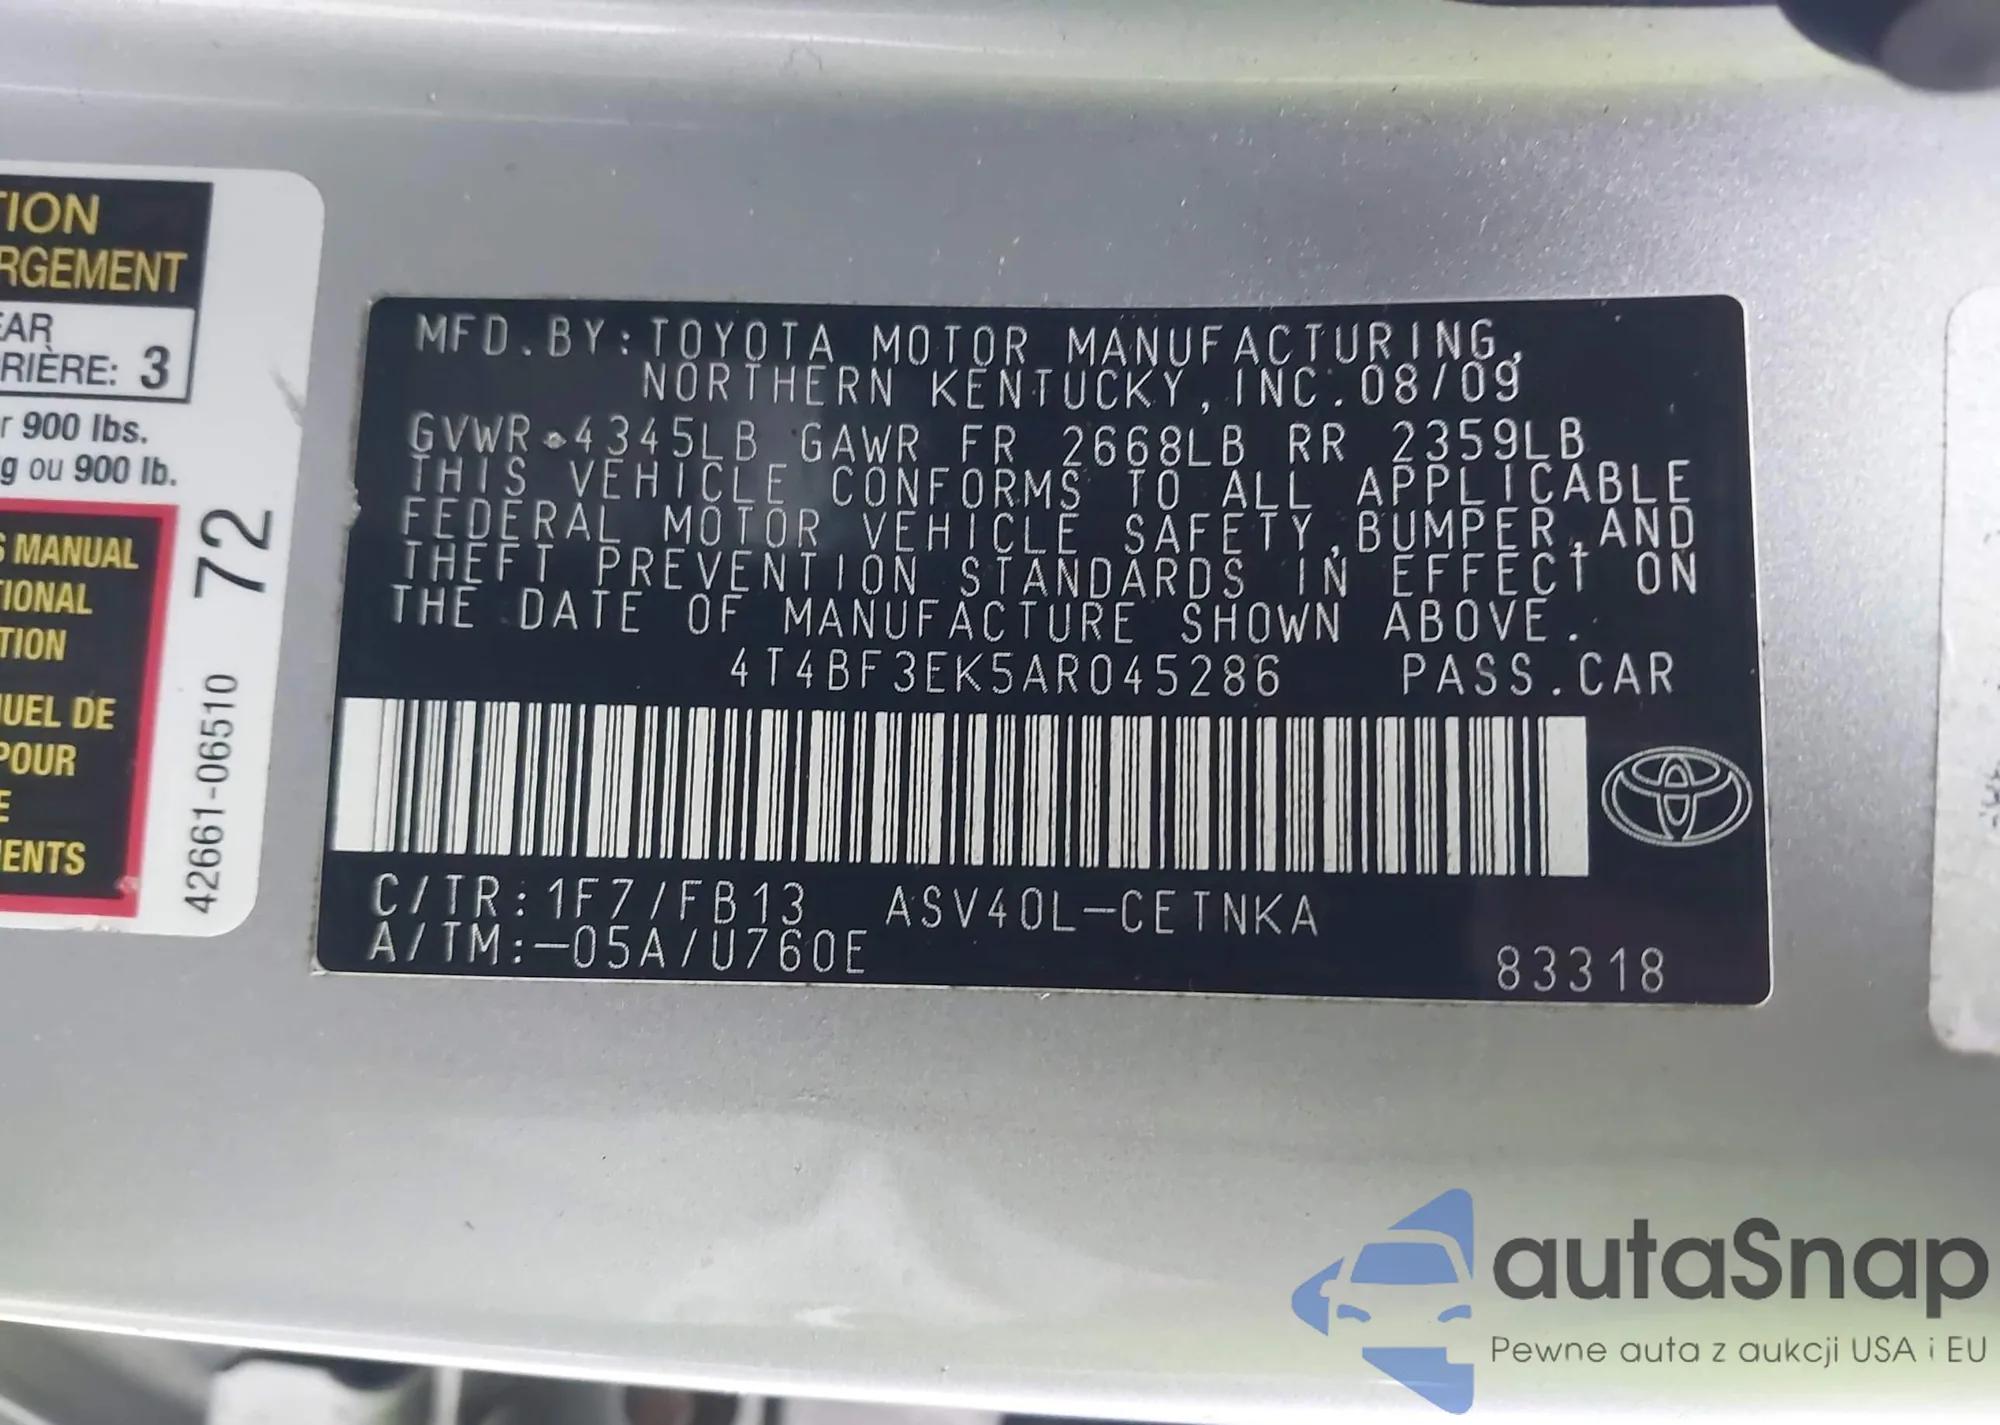 TION
RGEMENT
EAR
RIÈRE: 3
r 900 lbs.
g ou 900 lb.
S MANUAL
TIONAL
TION
UEL DE
POUR
E
MENTS
72
42661-06510
MFD.BY:TOYOTA MOTOR MANUFACTURING,
NORTHERN KENTUCKY,INC.08/09
GVWR 4345LB GAWR FR 2668LB RR 2359LB
THIS VEHICLE CONFORMS TO ALL APPLICABLE
FEDERAL MOTOR VEHICLE SAFETY,BUMPER,AND
THEFT PREVENTION STANDARDS IN EFFECT ON
THE DATE OF MANUFACTURE SHOWN ABOVE.
4T4BF3EK5AR045286 PASS.CAR
C/TR:1F7/FB13 ASV40L-CETNKA
A/TM:-05A/U760E
83318
autaSnap
Pewne auta z aukcji USA i EU